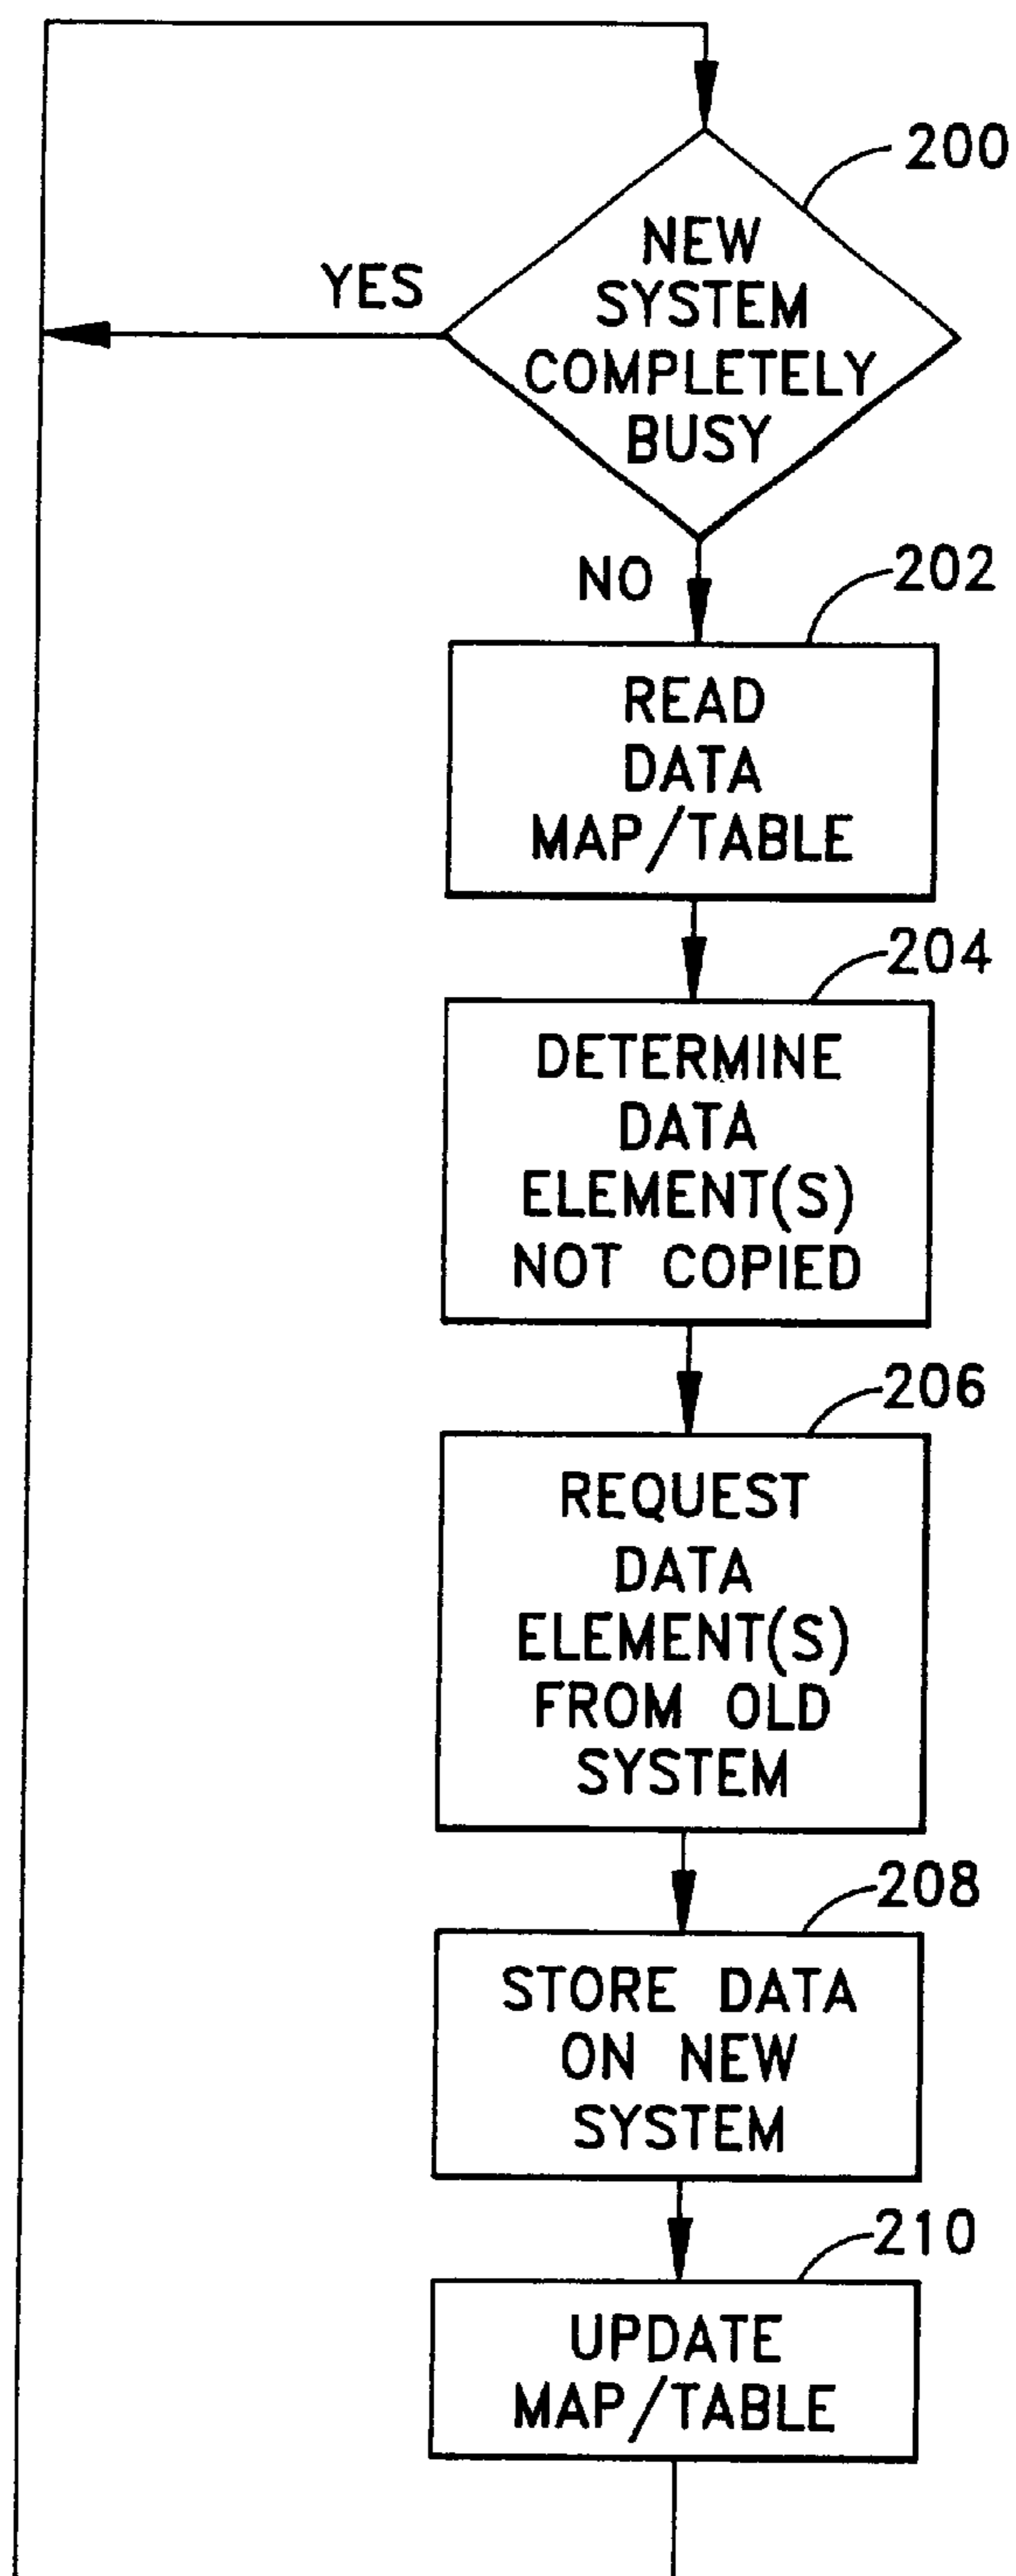 200
NEW
SYSTEM
COMPLETELY
BUSY
YES
NO
202
READ
DATA
MAP/TABLE
204
DETERMINE
DATA
ELEMENT(S)
NOT COPIED
206
REQUEST
DATA
ELEMENT(S)
FROM OLD
SYSTEM
208
STORE DATA
ON NEW
SYSTEM
210
UPDATE
MAP/TABLE